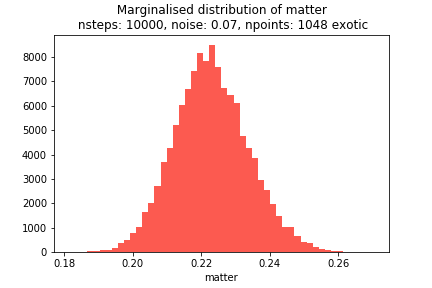 Marginalised distribution of matter
nsteps: 10000, noise: 0.07, npoints: 1048 exotic
8000
7000
6000
5000
4000
3000
2000
1000
0
0.18 0.20 0.22 0.24 0.26
matter